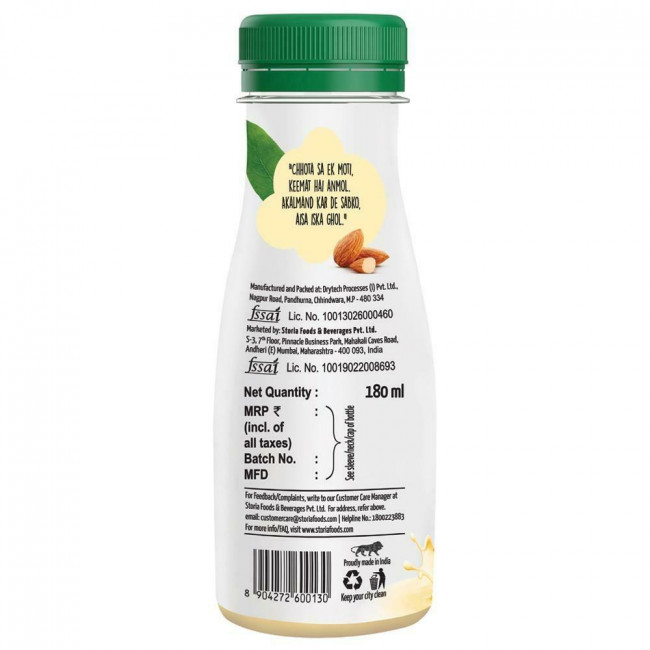 "CHHOTA SA EK MOTI,
KEEMAT HAI ANMOL.
AKALMAND KAR DE SABKO,
AISA ISKA GHOL."
Manufactured and Packed at: Drytech Processes (I) Pvt. Ltd.,
Nagpur Road, Pandhurna, Chhindwara, M.P - 480 334
fssai Lic. No. 10013026000460
Marketed by: Storia Foods & Beverages Pvt. Ltd.
S-3, 7th Floor, Pinnacle Business Park, Mahakali Caves Road,
Andheri (E) Mumbai, Maharashtra - 400 093, India
fssai Lic. No. 10019022008693
Net Quantity : 180 ml
MRP ₹ :
(incl. of
all taxes)
Batch No. :
MFD :
See sleeve/neck/cap of bottle
For Feedback/Complaints, write to our Customer Care Manager at
Storia Foods & Beverages Pvt. Ltd. For address, refer above.
email: customercare@storiafoods.com | Helpline No.: 1800223883
For more info/FAQ, visit www.storiafoods.com
Proudly made in India
Keep your city clean
8 904272 600130